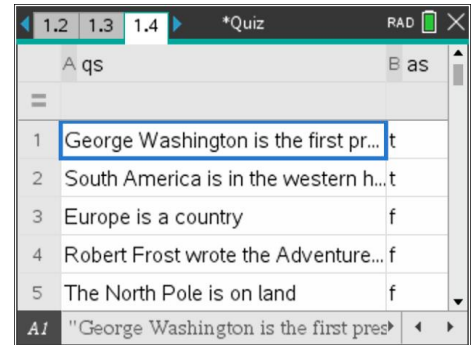 1.2 1.3 1.4 *Quiz RAD
A qs B as
=
1 George Washington is the first pr... t
2 South America is in the western h... t
3 Europe is a country f
4 Robert Frost wrote the Adventure... f
5 The North Pole is on land f
A1 "George Washington is the first pres